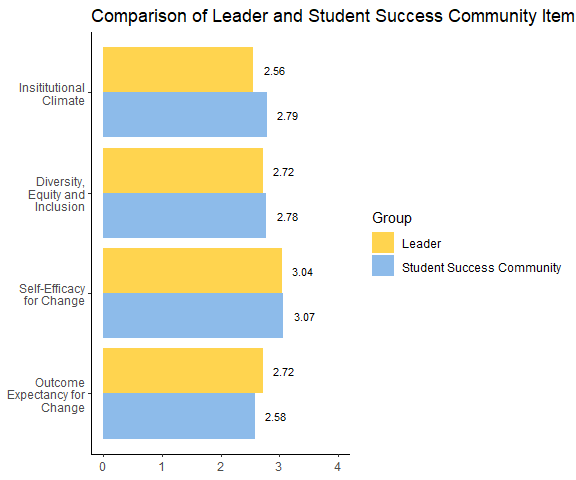 Comparison of Leader and Student Success Community Item
Insititutional
Climate
2.56
2.79
Diversity,
Equity and
Inclusion
2.72
2.78
Self-Efficacy
for Change
3.04
3.07
Outcome
Expectancy for
Change
2.72
2.58
0 1 2 3 4
Group
Leader
Student Success Community